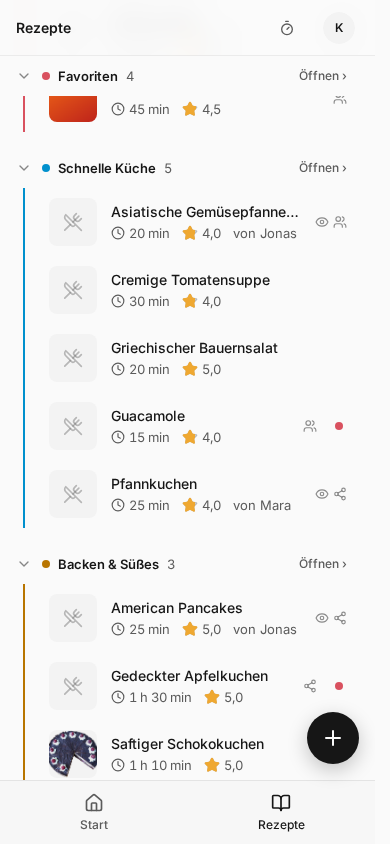 Rezepte
K
Favoriten 4 Öffnen ›
45 min 4,5
Schnelle Küche 5 Öffnen ›
Asiatische Gemüsepfanne…
20 min 4,0 von Jonas
Cremige Tomatensuppe
30 min 4,0
Griechischer Bauernsalat
20 min 5,0
Guacamole
15 min 4,0
Pfannkuchen
25 min 4,0 von Mara
Backen & Süßes 3 Öffnen ›
American Pancakes
25 min 5,0 von Jonas
Gedeckter Apfelkuchen
1 h 30 min 5,0
Saftiger Schokokuchen
1 h 10 min 5,0
Start
Rezepte